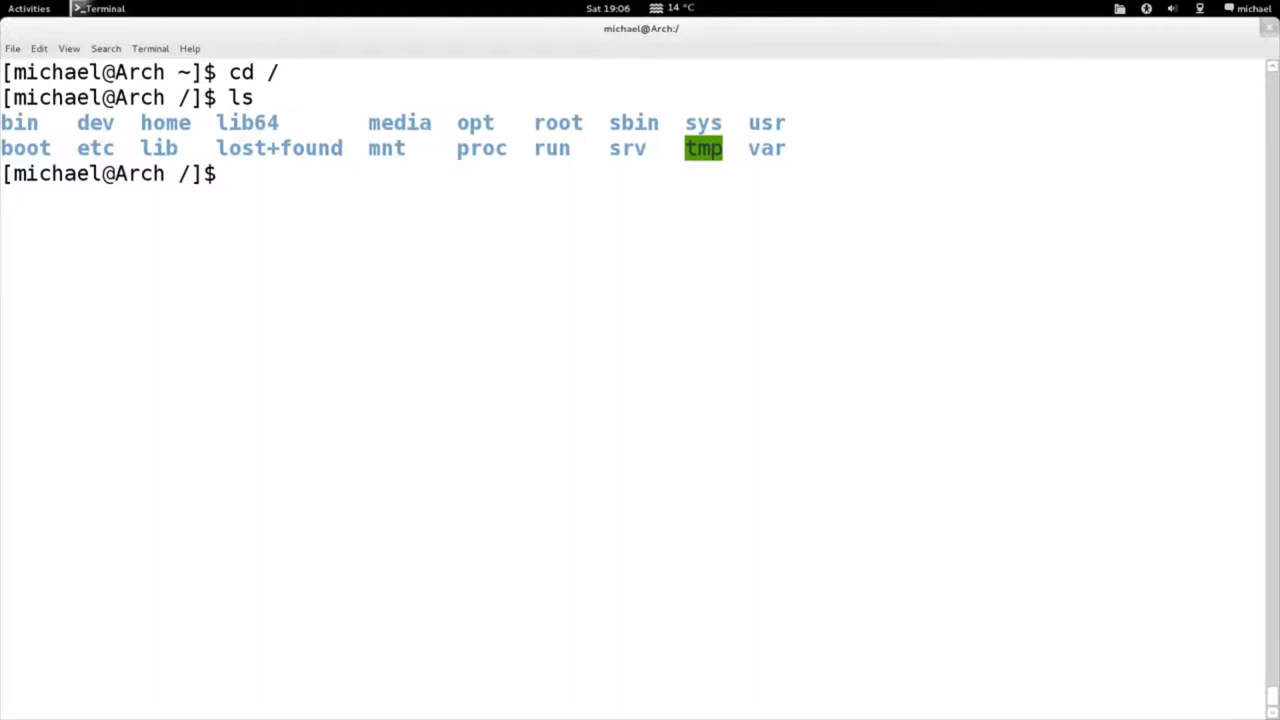 Activities >_Terminal Sat 19:06 14 °C michael
michael@Arch:/
File Edit View Search Terminal Help
[michael@Arch ~]$ cd /
[michael@Arch /]$ ls
bin dev home lib64 media opt root sbin sys usr
boot etc lib lost+found mnt proc run srv tmp var
[michael@Arch /]$